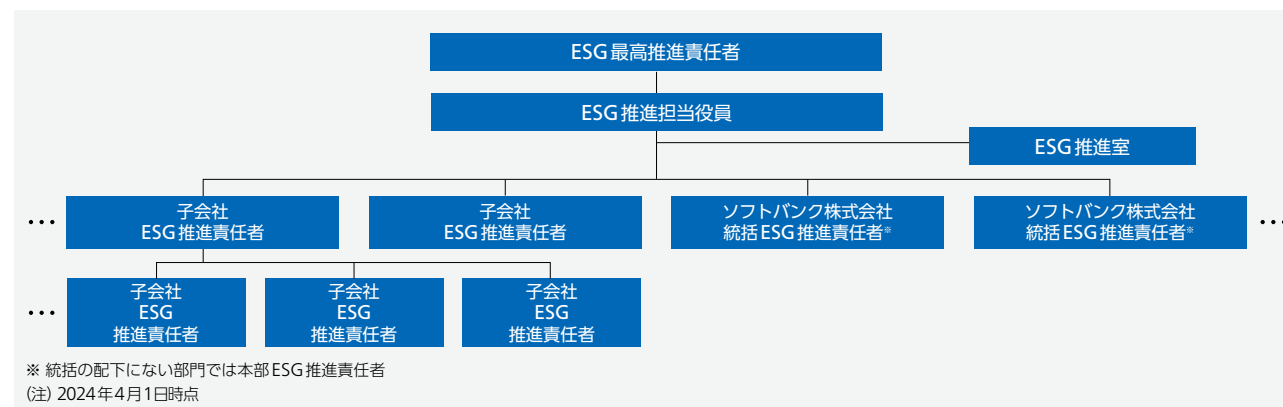 ESG最高推進責任者
ESG推進担当役員
ESG推進室
…
子会社
ESG推進責任者
子会社
ESG推進責任者
ソフトバンク株式会社
統括ESG推進責任者※
ソフトバンク株式会社
統括ESG推進責任者※
…
…
子会社
ESG
推進責任者
子会社
ESG
推進責任者
子会社
ESG
推進責任者
※ 統括の配下にない部門では本部ESG推進責任者
(注) 2024年4月1日時点